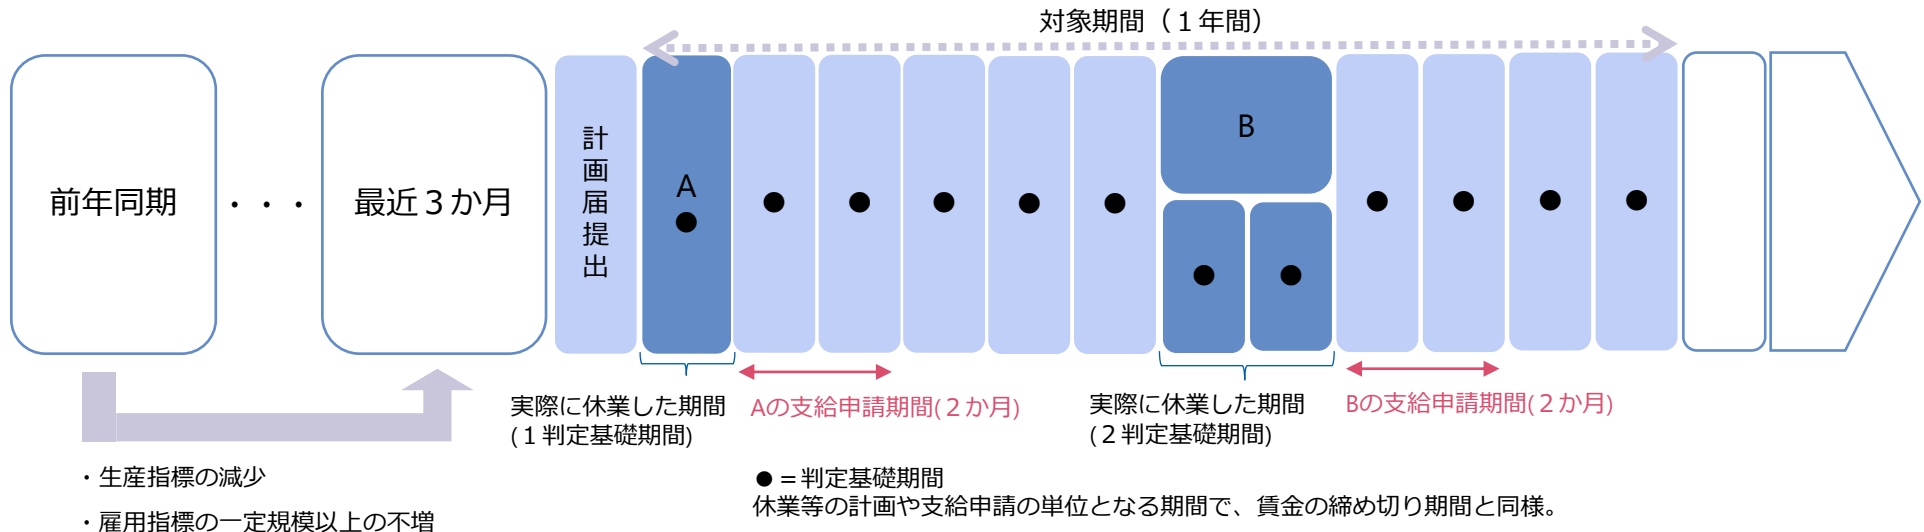 対象期間（１年間）
前年同期
・・・
最近３か月
計画届提出
A
●
●
●
●
●
●
B
●
●
●
●
●
●
実際に休業した期間
(１判定基礎期間)
Aの支給申請期間(２か月)
実際に休業した期間
(２判定基礎期間)
Bの支給申請期間(２か月)
・生産指標の減少
・雇用指標の一定規模以上の不増
●＝判定基礎期間
休業等の計画や支給申請の単位となる期間で、賃金の締め切り期間と同様。